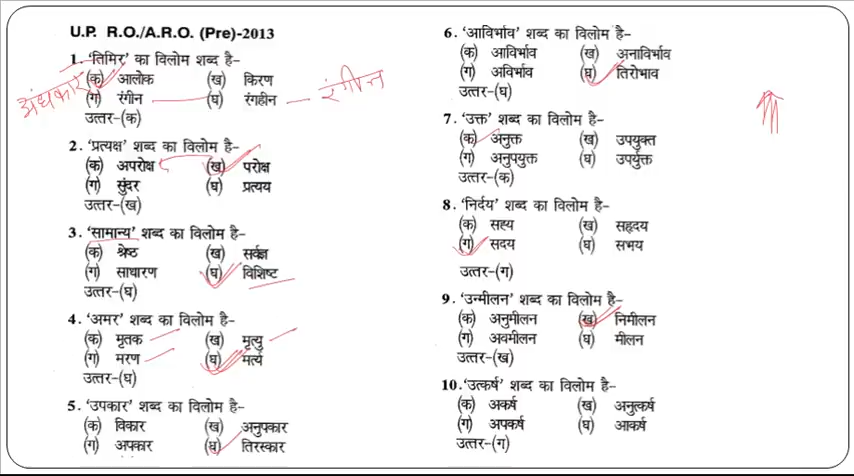 U.P. R.O./A.R.O. (Pre)-2013
1. 'तिमिर' का विलोम शब्द है-
(क) आलोक (ख) किरण
(ग) रंगीन (घ) रंगहीन
उत्तर-(क)
अंधकार
रंगीन
2. 'प्रत्यक्ष' शब्द का विलोम है-
(क) अपरोक्ष (ख) परोक्ष
(ग) सुंदर (घ) प्रत्यय
उत्तर-(ख)
3. 'सामान्य' शब्द का विलोम है-
(क) श्रेष्ठ (ख) सर्वज्ञ
(ग) साधारण (घ) विशिष्ट
उत्तर-(घ)
4. 'अमर' शब्द का विलोम है-
(क) मृतक (ख) मृत्यु
(ग) मरण (घ) मर्त्य
उत्तर-(घ)
5. 'उपकार' शब्द का विलोम है-
(क) विकार (ख) अनुपकार
(ग) अपकार (घ) तिरस्कार
6. 'आविर्भाव' शब्द का विलोम है-
(क) आविर्भाव (ख) अनाविर्भाव
(ग) अविर्भाव (घ) तिरोभाव
उत्तर-(घ)
7. 'उक्त' शब्द का विलोम है-
(क) अनुक्त (ख) उपयुक्त
(ग) अनुपयुक्त (घ) उपर्युक्त
उत्तर-(क)
8. 'निर्दय' शब्द का विलोम है-
(क) सह्य (ख) सहृदय
(ग) सदय (घ) सभय
उत्तर-(ग)
9. 'उन्मीलन' शब्द का विलोम है-
(क) अनुमीलन (ख) निमीलन
(ग) अवमीलन (घ) मीलन
उत्तर-(ख)
10. 'उत्कर्ष' शब्द का विलोम है-
(क) अकर्ष (ख) अनुत्कर्ष
(ग) अपकर्ष (घ) आकर्ष
उत्तर-(ग)